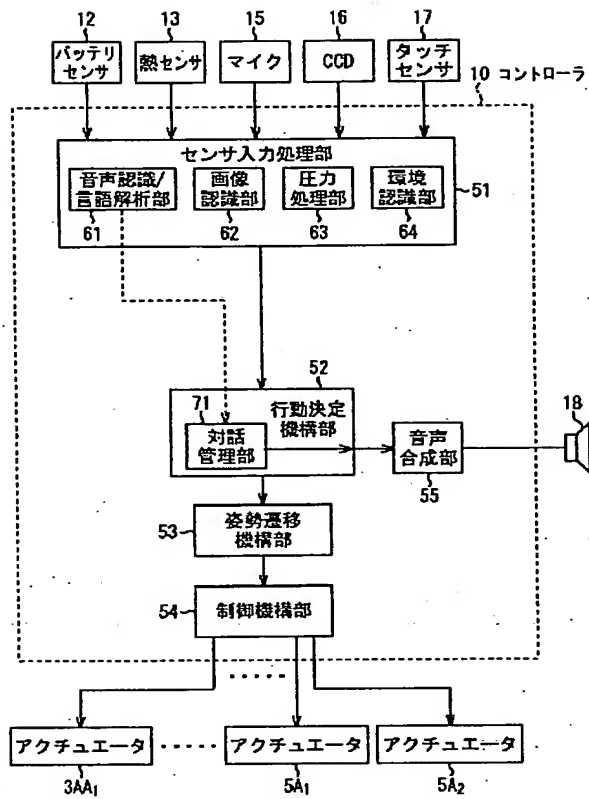 12
13
15
16
17
バッテリ
センサ
熱センサ
マイク
CCD
タッチ
センサ
10 コントローラ
センサ入力処理部
音声認識/
言語解析部
画像
認識部
圧力
処理部
環境
認識部
51
61
62
63
64
52
71
行動決定
機構部
対話
管理部
18
音声
合成部
55
53
姿勢遷移
機構部
54
制御機構部
アクチュエータ
アクチュエータ
アクチュエータ
3AA₁
5A₁
5A₂